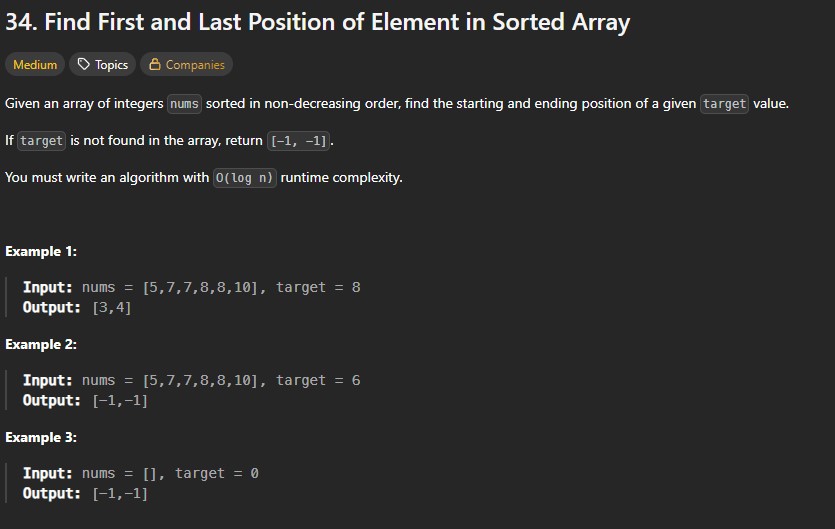 34. Find First and Last Position of Element in Sorted Array
Medium Topics Companies
Given an array of integers nums sorted in non-decreasing order, find the starting and ending position of a given target value.
If target is not found in the array, return [-1, -1].
You must write an algorithm with O(log n) runtime complexity.
Example 1:
Input: nums = [5,7,7,8,8,10], target = 8
Output: [3,4]
Example 2:
Input: nums = [5,7,7,8,8,10], target = 6
Output: [-1,-1]
Example 3:
Input: nums = [], target = 0
Output: [-1,-1]